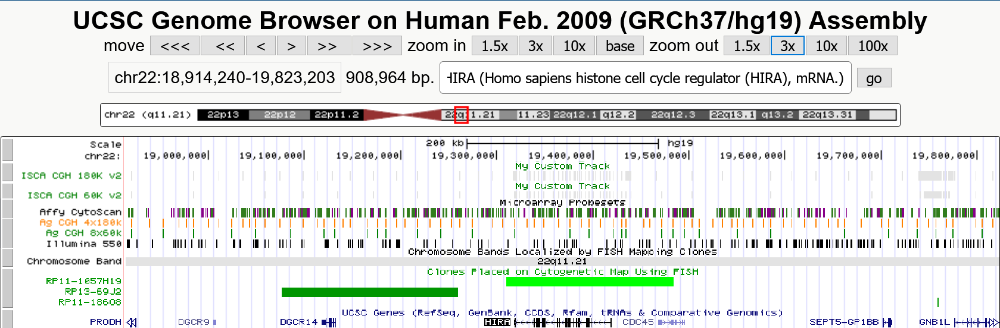 UCSC Genome Browser on Human Feb. 2009 (GRCh37/hg19) Assembly
move <<< << < > >> >>> zoom in 1.5x 3x 10x base zoom out 1.5x 3x 10x 100x
chr22:18,914,240-19,823,203 908,964 bp. HIRA (Homo sapiens histone cell cycle regulator (HIRA), mRNA.) go
chr22 (q11.21) 22p13 22p12 22p11.2 22q11.21 11.23 22q12.1 q12.2 22q12.3 22q13.1 q13.2 22q13.31
Scale 200 kb hg19
chr22: 19,000,000| 19,100,000| 19,200,000| 19,300,000| 19,400,000| 19,500,000| 19,600,000| 19,700,000| 19,800,000|
My Custom Track
ISCA CGH 180K v2
My Custom Track
ISCA CGH 60K v2
Microarray Probesets
Affy CytoScan
Ag CGH 4x180k
Ag CGH 8x60k
Illumina 550
Chromosome Bands Localized by FISH Mapping Clones
Chromosome Band 22q11.21
Clones Placed on Cytogenetic Map Using FISH
RP11-1057H19
RP13-69J2
RP11-186O8
UCSC Genes (RefSeq, GenBank, CCDS, Rfam, tRNAs & Comparative Genomics)
PRODH DGCR9 DGCR14 HIRA CDC45 SEPT5-GP1BB GNB1L